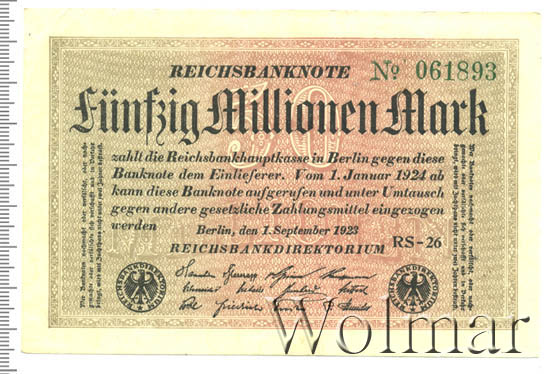 REICHSBANKNOTE
№ 061893
Fünfzig Millionen Mark
zahlt die Reichsbankhauptkasse in Berlin gegen diese
Banknote dem Einlieferer. Vom 1. Januar 1924 ab
kann diese Banknote aufgerufen und unter Umtausch
gegen andere gesetzliche Zahlungsmittel eingezogen
werden
Berlin, den 1. September 1923
REICHSBANKDIREKTORIUM
RS-26
50
Wolmar